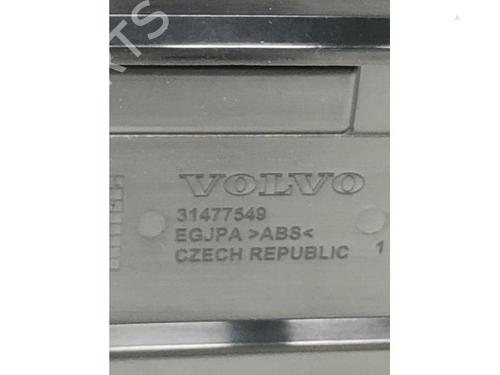 VOLVO
31477549
EGJPA >ABS<
CZECH REPUBLIC 1